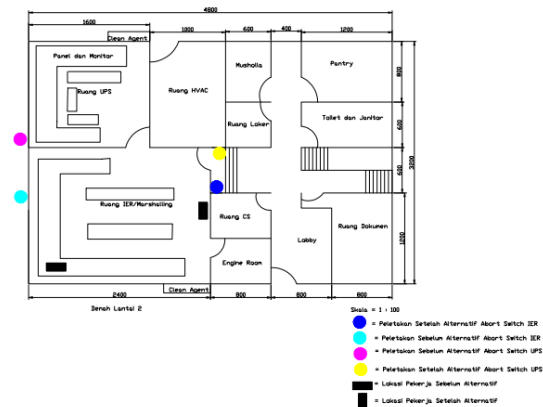 4800
1600
1000
600
400
1200
Clean Agent
Panel dan Monitor
Musholla
Pantry
800
Ruang UPS
Ruang HVAC
Ruang Loker
Toilet dan Janitor
600
3200
600
Ruang IER/Marshalling
Ruang CS
Lobby
Ruang Dokumen
1200
Engine Room
Clean Agent
2400
800
800
800
Denah Lantai 2
Skala = 1 : 100
= Peletakan Setelah Alternatif Abort Switch IER
= Peletakan Sebelum Alternatif Abort Switch IER
= Peletakan Sebelum Alternatif Abort Switch UPS
= Peletakan Setelah Alternatif Abort Switch UPS
= Lokasi Pekerja Sebelum Alternatif
= Lokasi Pekerja Setelah Alternatif